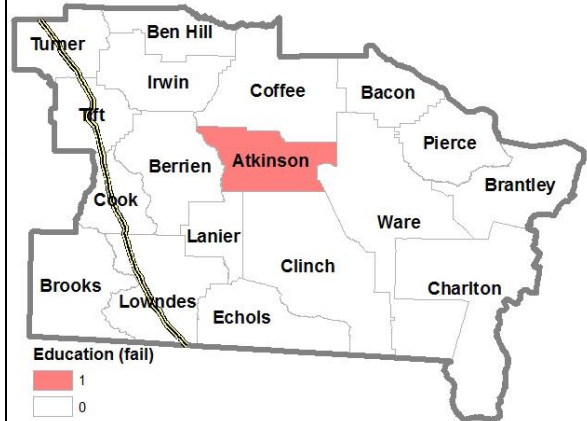 Turner
Ben Hill
Irwin
Coffee
Bacon
Tift
Pierce
Berrien
Atkinson
Brantley
Cook
Ware
Lanier
Clinch
Brooks
Charlton
Lowndes
Echols
Education (fail)
1
0